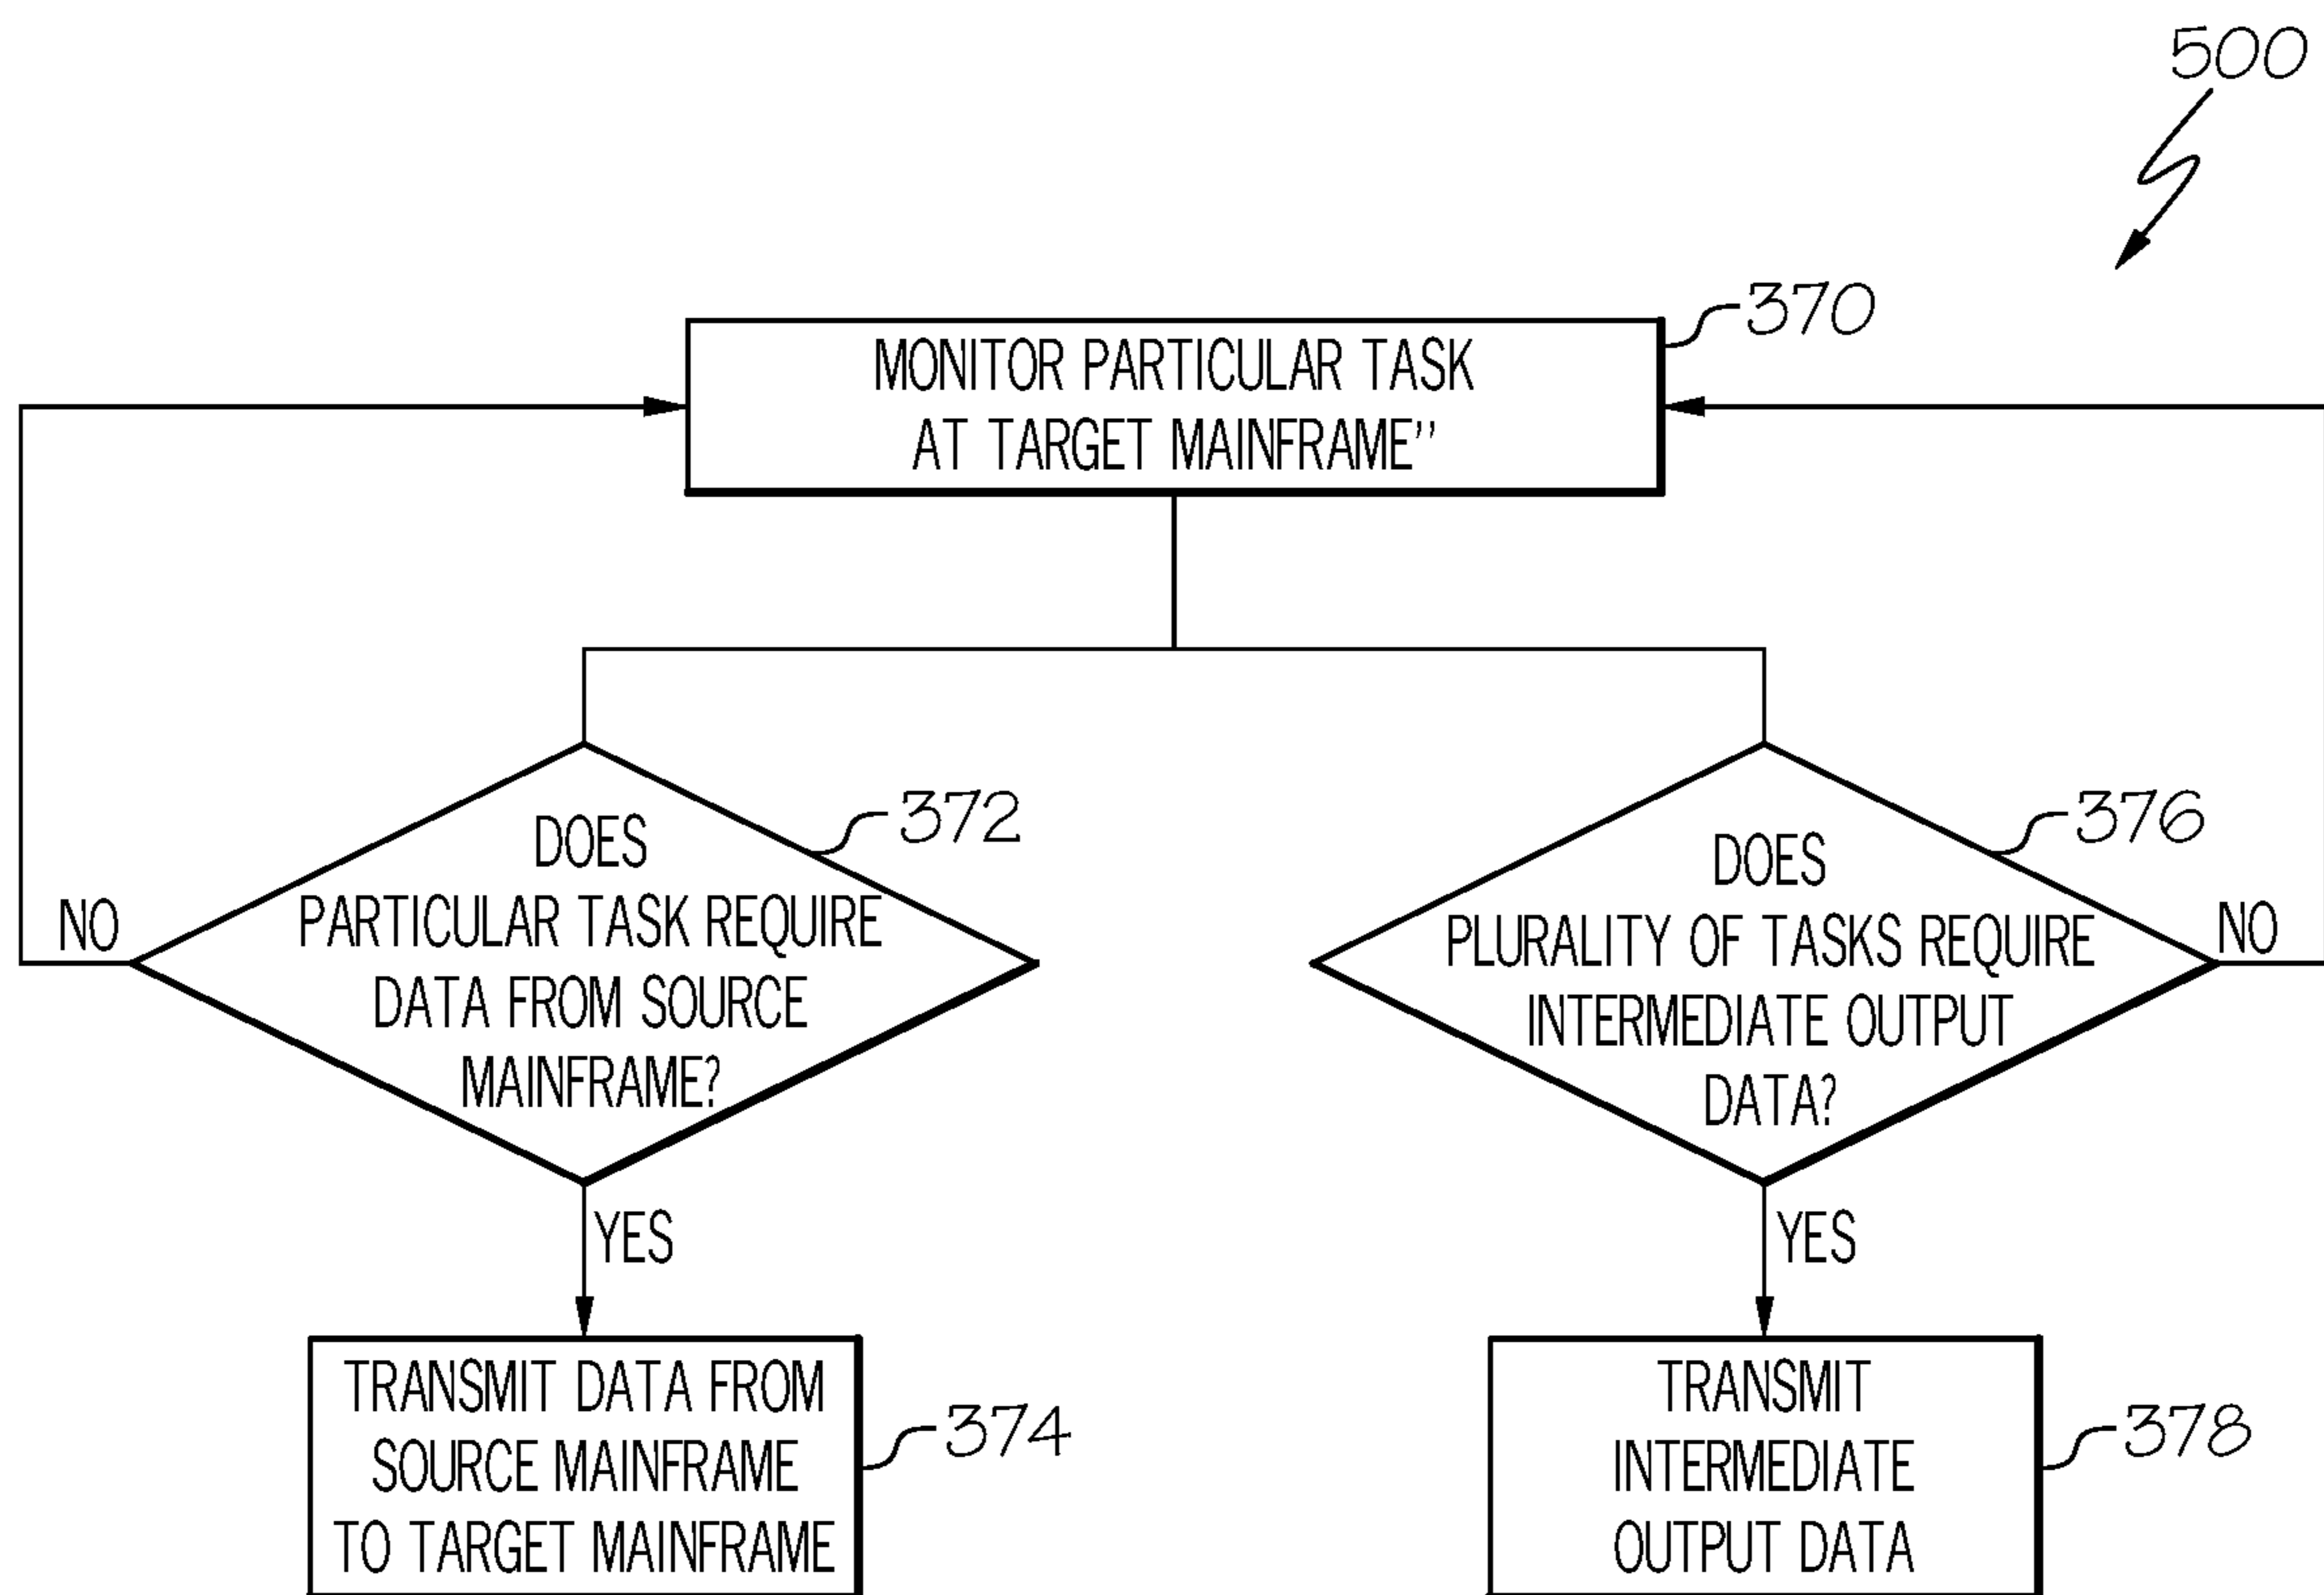 500
370
MONITOR PARTICULAR TASK
AT TARGET MAINFRAME’’
372
DOES
PARTICULAR TASK REQUIRE
DATA FROM SOURCE
MAINFRAME?
NO
YES
376
DOES
PLURALITY OF TASKS REQUIRE
INTERMEDIATE OUTPUT
DATA?
NO
YES
TRANSMIT DATA FROM
SOURCE MAINFRAME
TO TARGET MAINFRAME
374
TRANSMIT
INTERMEDIATE
OUTPUT DATA
378